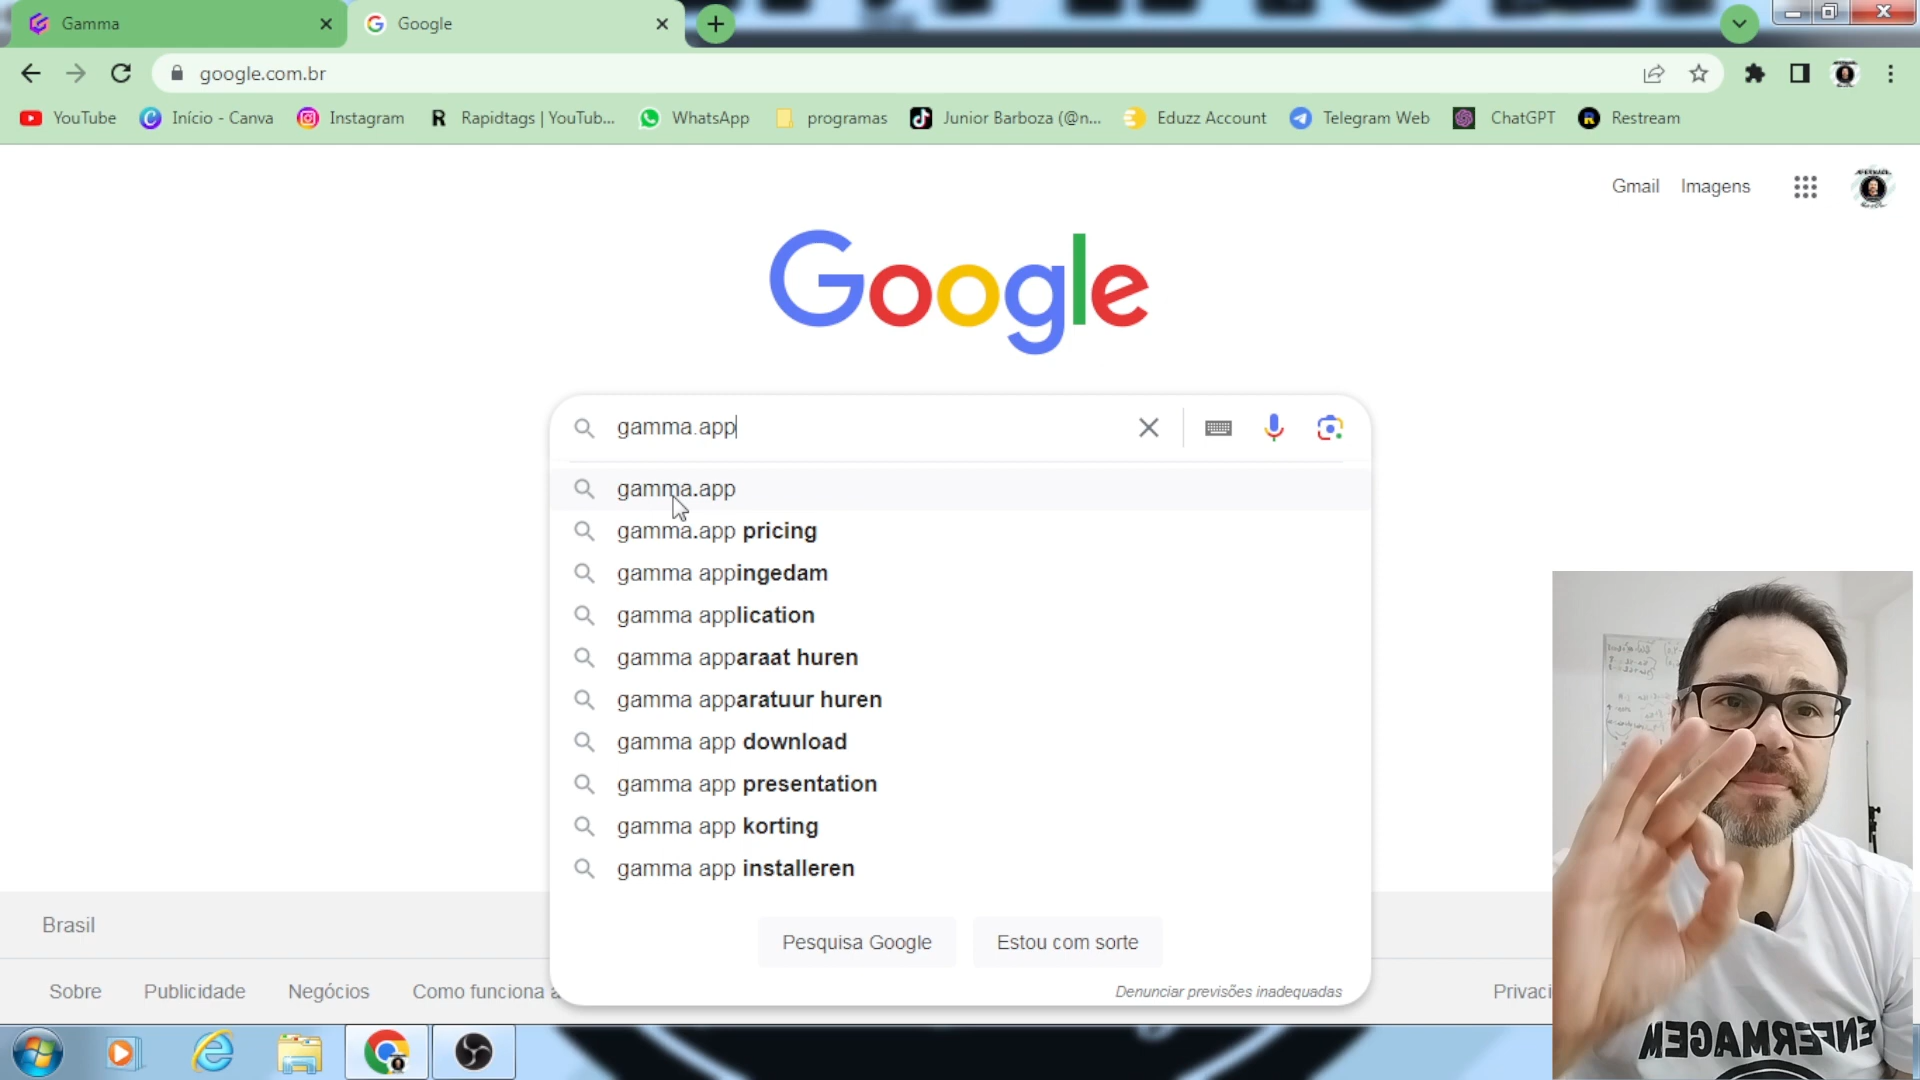 Gamma
Google
google.com.br
YouTube
Início - Canva
Instagram
Rapidtags | YouTub...
WhatsApp
programas
Junior Barboza (@n...
Eduzz Account
Telegram Web
ChatGPT
Restream
Gmail
Imagens
Google
gamma.app
gamma.app
gamma.app pricing
gamma appingedam
gamma application
gamma apparaat huren
gamma apparatuur huren
gamma app download
gamma app presentation
gamma app korting
gamma app installeren
Pesquisa Google
Estou com sorte
Denunciar previsões inadequadas
Brasil
Sobre
Publicidade
Negócios
Como funciona a
Privaci
ENFERMAGEM